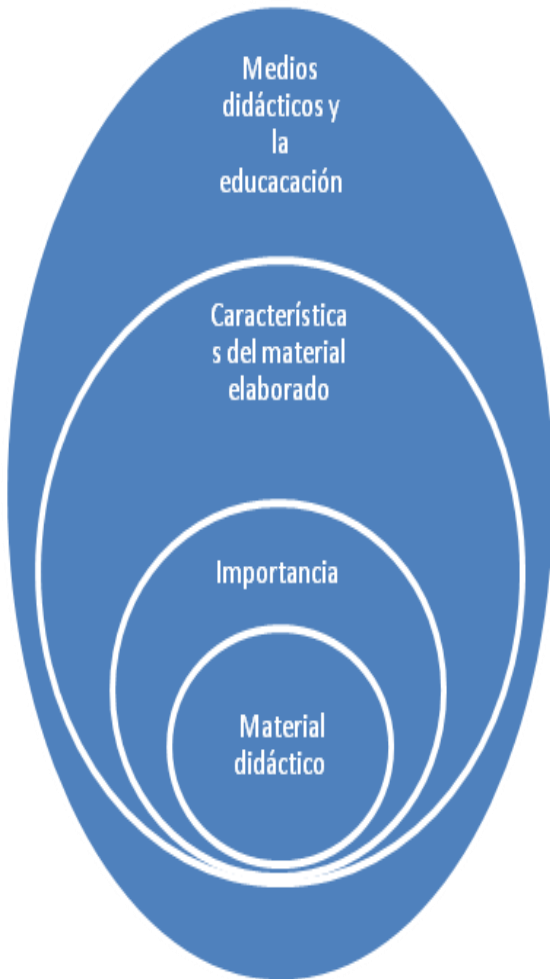 Medios
didácticos y
la
educacación
Característica
s del material
elaborado
Importancia
Material
didáctico